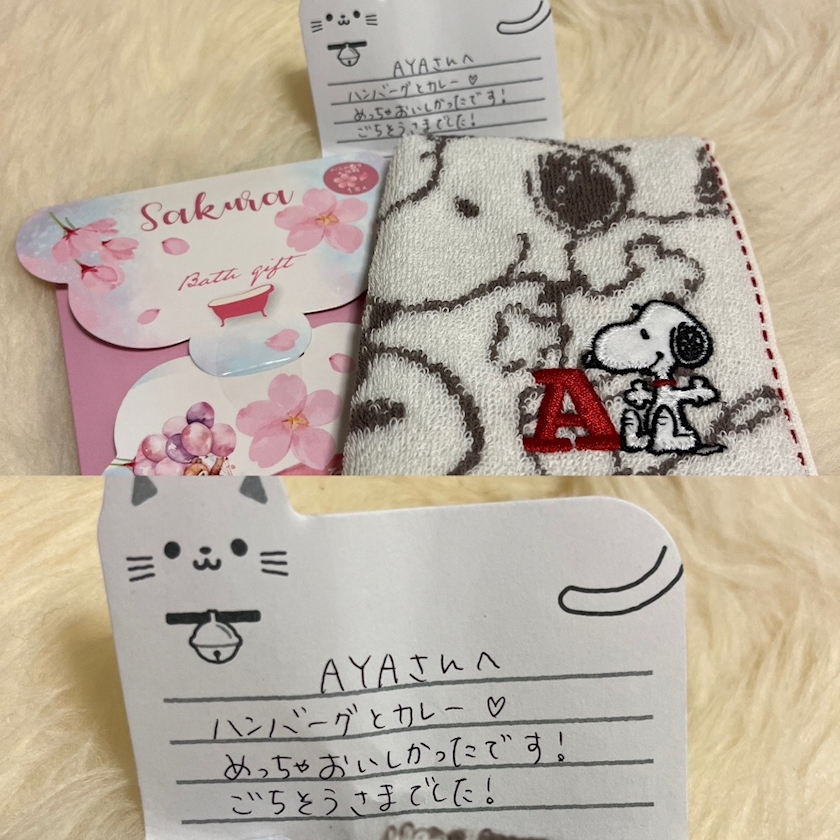 AYAさんへ
ハンバーグとカレー♡
めっちゃおいしかったです!
ごちそうさまでした!
Sakura
Bath gift
A
AYAさんへ
ハンバーグとカレー♡
めっちゃおいしかったです!
ごちそうさまでした!